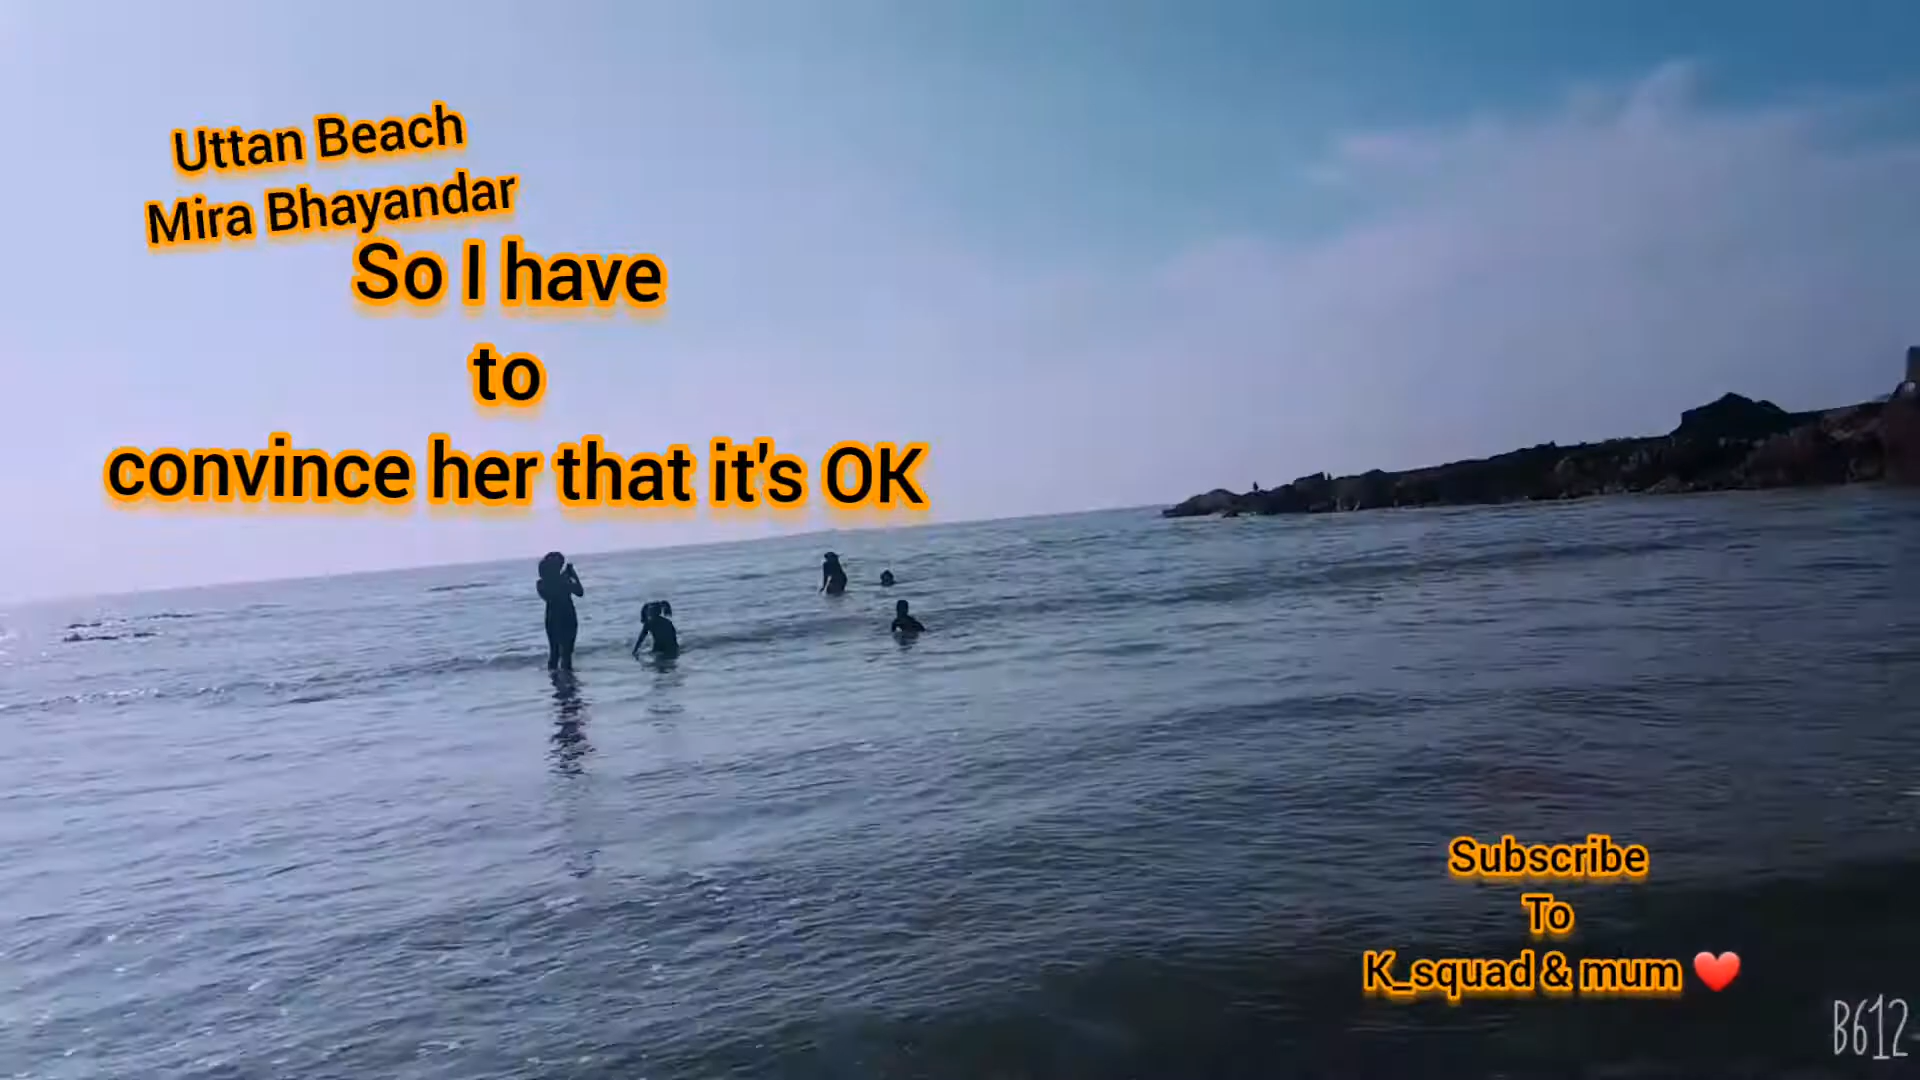 Uttan Beach
Mira Bhayandar
So I have
to
convince her that it's OK
Subscribe
To
K_squad & mum ❤️
B612